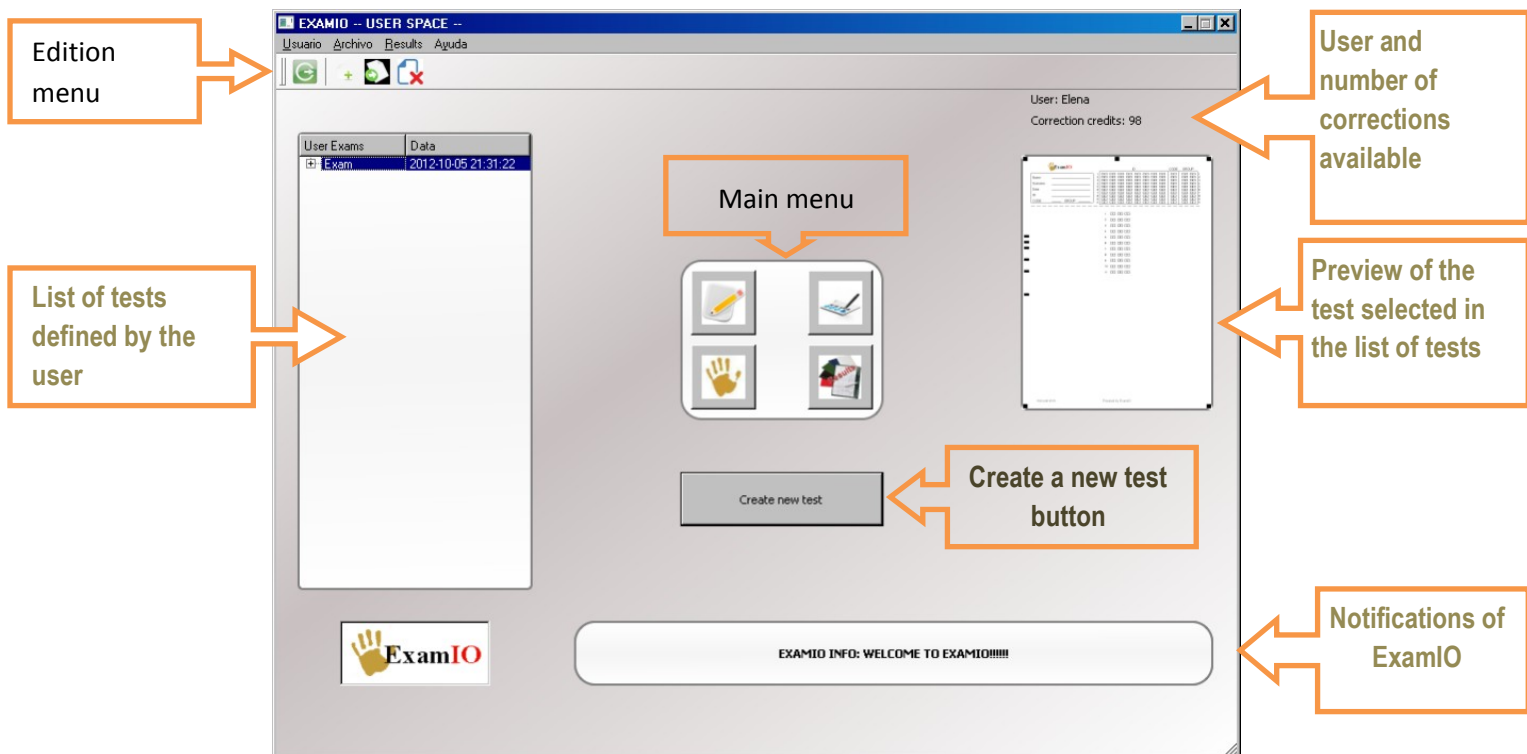 EXAMIO -- USER SPACE --
Usuario Archivo Results Ayuda
Edition
menu
User: Elena
Correction credits: 98
User and
number of
corrections
available
User Exams Data
Exam 2012-10-05 21:31:22
Main menu
List of tests
defined by the
user
Preview of the
test selected in
the list of tests
Create new test
Create a new test
button
ExamIO
EXAMIO INFO: WELCOME TO EXAMIO!!!!!!
Notifications of
ExamIO